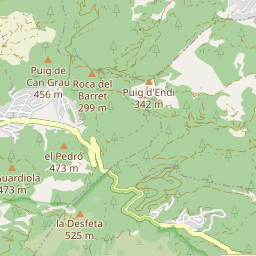 Puig de
Can Grau
456 m
Roca del
Barret
299 m
Puig d'Endi
342 m
el Pedró
473 m
Guardiola
473 m
la Desfeta
525 m